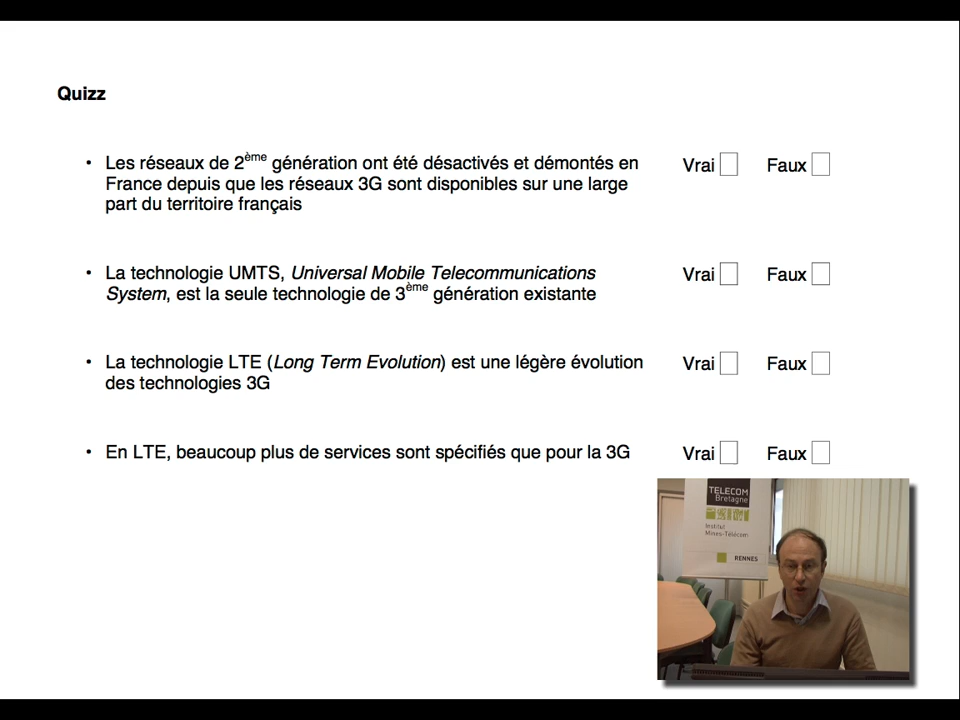 Quizz
• Les réseaux de 2ème génération ont été désactivés et démontés en
France depuis que les réseaux 3G sont disponibles sur une large
part du territoire français
Vrai Faux
• La technologie UMTS, Universal Mobile Telecommunications
System, est la seule technologie de 3ème génération existante
Vrai Faux
• La technologie LTE (Long Term Evolution) est une légère évolution
des technologies 3G
Vrai Faux
• En LTE, beaucoup plus de services sont spécifiés que pour la 3G
Vrai Faux
TELECOM
Bretagne
Institut
Mines-Télécom
RENNES